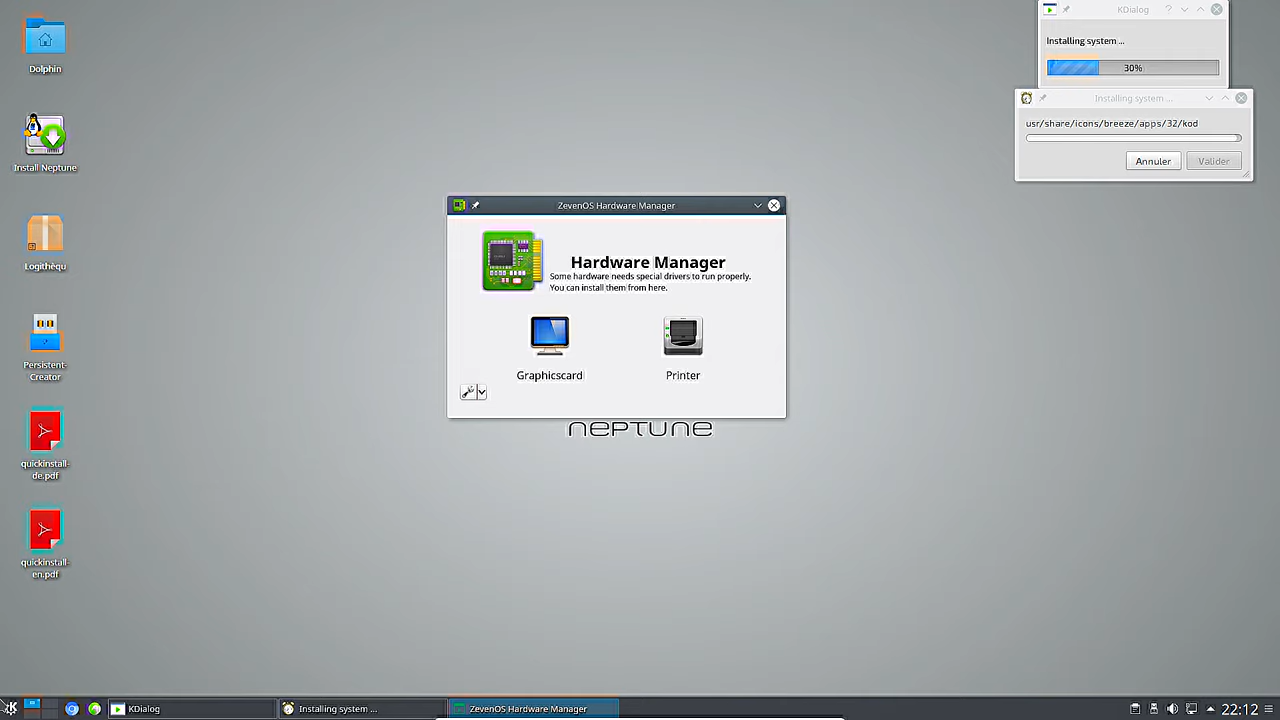 Dolphin
Install Neptune
Logithèqu
Persistent-
Creator
quickinstall-
de.pdf
quickinstall-
en.pdf
KDialog
Installing system ...
30%
Installing system ...
usr/share/icons/breeze/apps/32/kod
Annuler
Valider
ZevenOS Hardware Manager
Hardware Manager
Some hardware needs special drivers to run properly.
You can install them from here.
Graphicscard
Printer
NEPTUNE
KDialog
Installing system ...
ZevenOS Hardware Manager
22:12